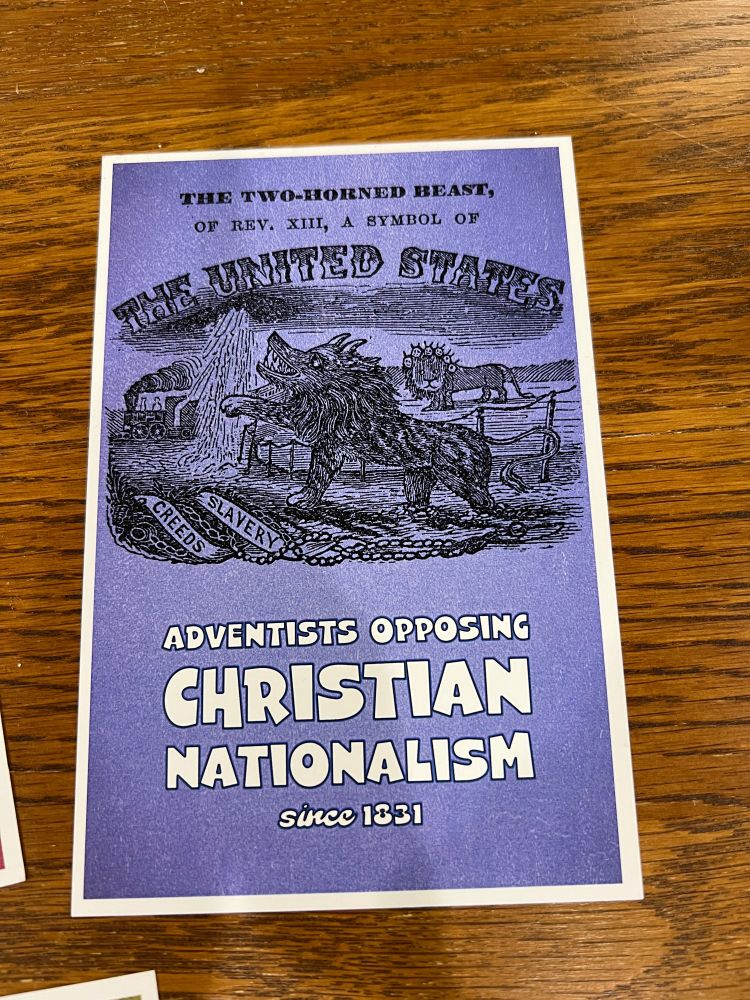 THE TWO-HORNED BEAST,
OF REV. XIII, A SYMBOL OF
THE UNITED STATES
CREEDS
SLAVERY
ADVENTISTS OPPOSING
CHRISTIAN
NATIONALISM
since 1831